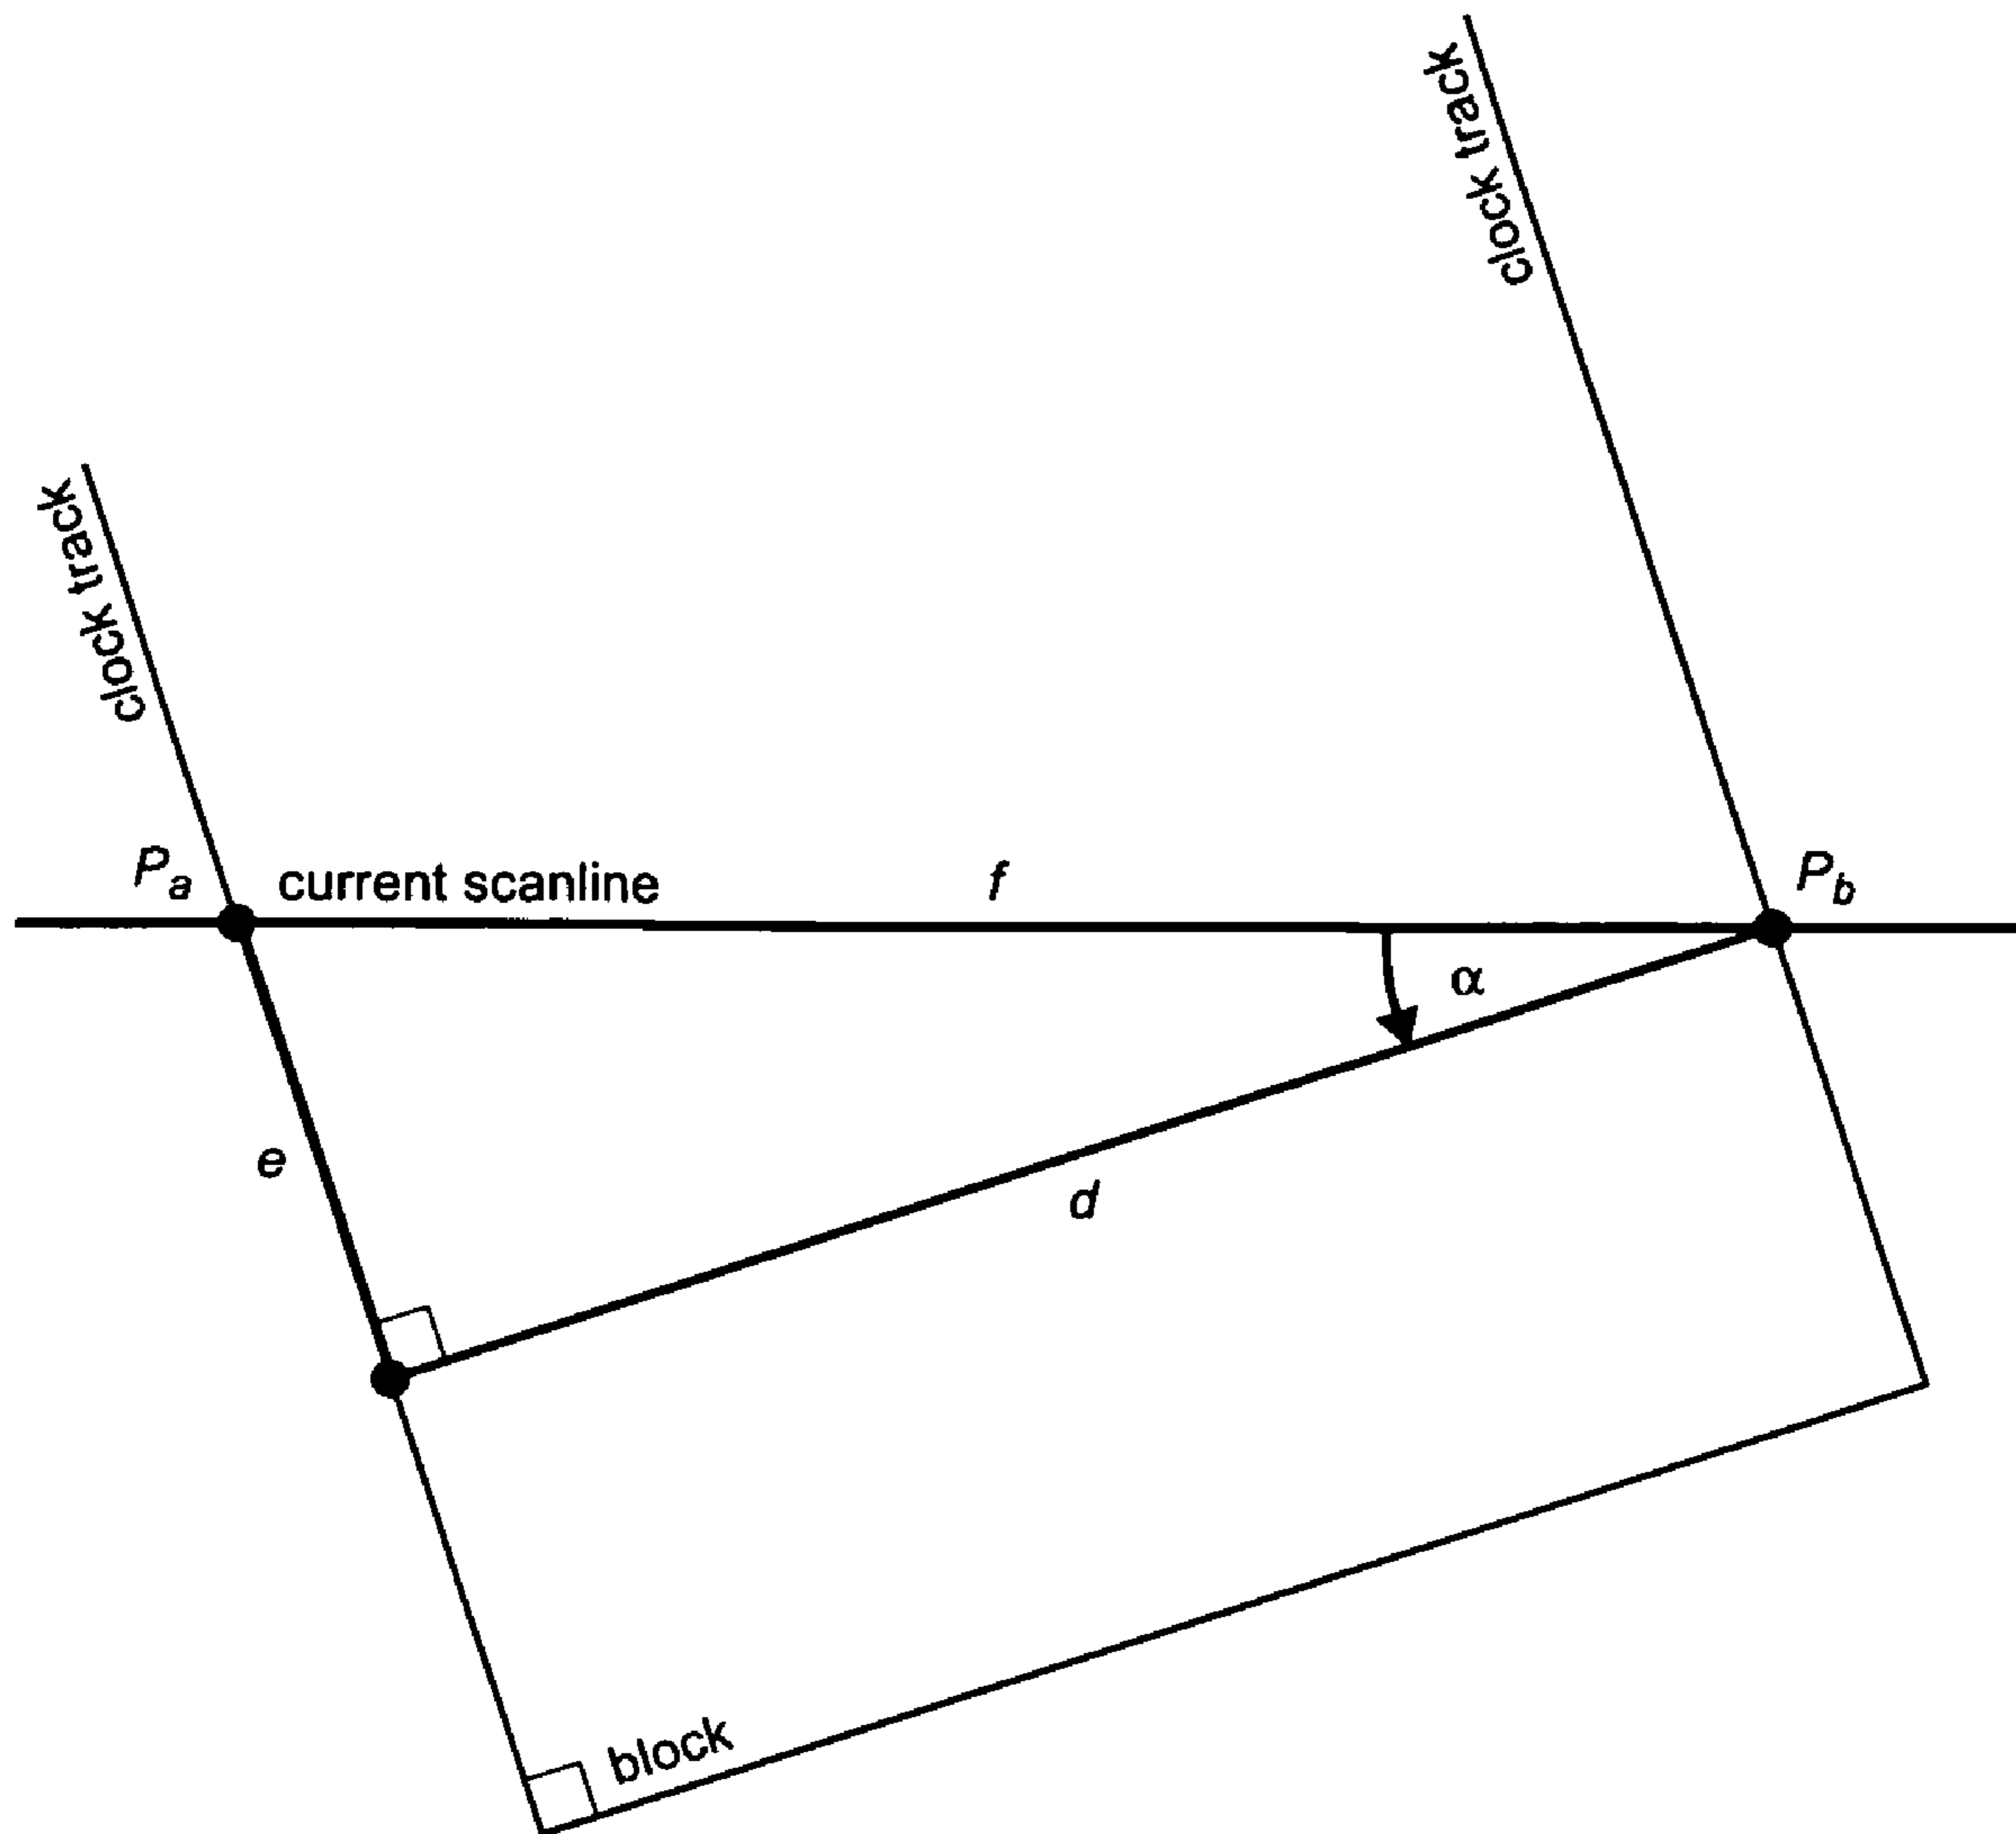 clock track
clock track
Pa
current scanline
f
Pb
α
e
d
block